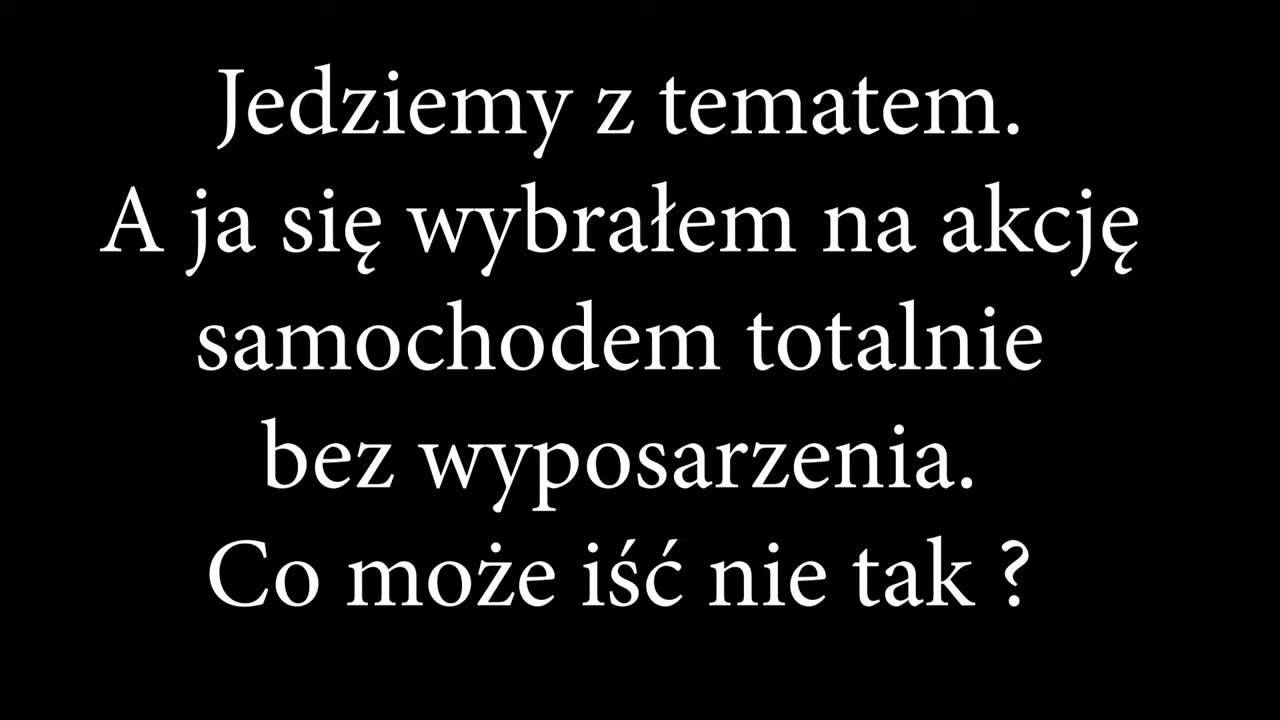 Jedziemy z tematem.
A ja się wybrałem na akcję
samochodem totalnie
bez wyposarzenia.
Co może iść nie tak ?